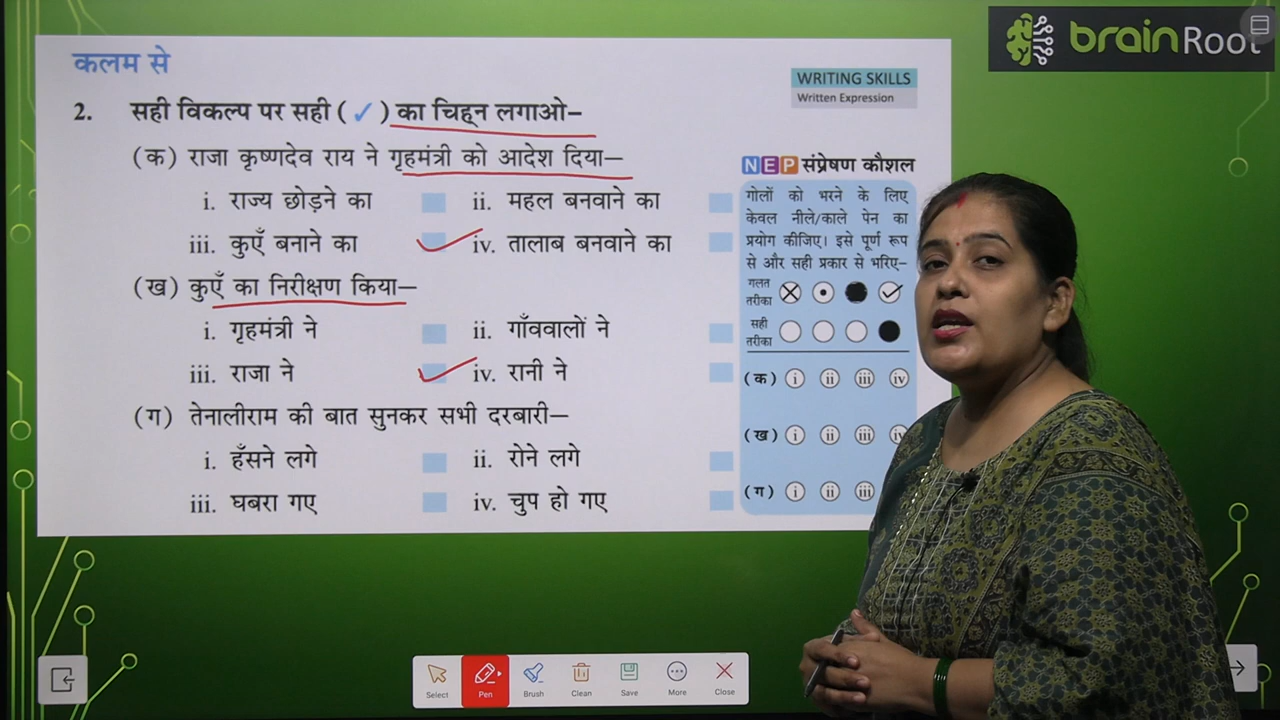 brainRoot
कलम से
WRITING SKILLS
Written Expression
2. सही विकल्प पर सही ( ✓ ) का चिह्न लगाओ–
(क) राजा कृष्णदेव राय ने गृहमंत्री को आदेश दिया–
i. राज्य छोड़ने का ii. महल बनवाने का
iii. कुएँ बनाने का iv. तालाब बनवाने का
(ख) कुएँ का निरीक्षण किया–
i. गृहमंत्री ने ii. गाँववालों ने
iii. राजा ने iv. रानी ने
(ग) तेनालीराम की बात सुनकर सभी दरबारी–
i. हँसने लगे ii. रोने लगे
iii. घबरा गए iv. चुप हो गए
NEP संप्रेषण कौशल
गोलों को भरने के लिए
केवल नीले/काले पेन का
प्रयोग कीजिए। इसे पूर्ण रूप
से और सही प्रकार से भरिए–
गलत
तरीका
सही
तरीका
(क) i ii iii iv
(ख) i ii iii iv
(ग) i ii iii
Select Pen Brush Clean Save More Close